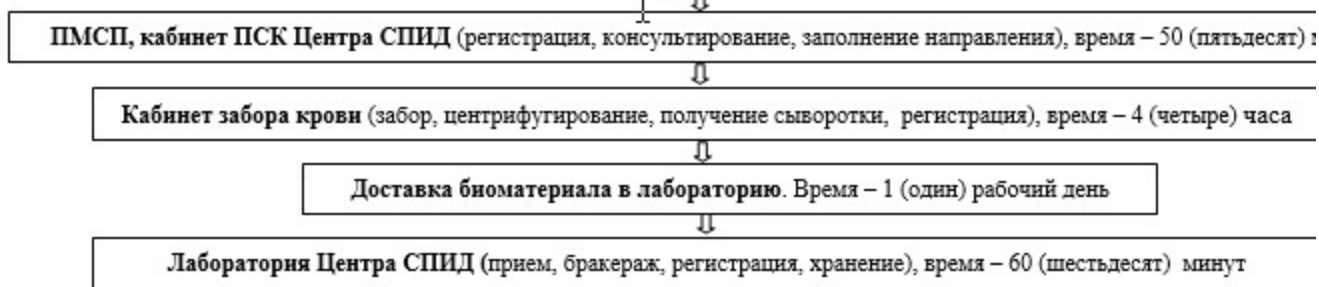 ПМСП, кабинет ПСК Центра СПИД (регистрация, консультирование, заполнение направления), время – 50 (пятьдесят)
Кабинет забора крови (забор, центрифугирование, получение сыворотки, регистрация), время – 4 (четыре) часа
Доставка биоматериала в лабораторию. Время – 1 (один) рабочий день
Лаборатория Центра СПИД (прием, бракераж, регистрация, хранение), время – 60 (шестьдесят) минут